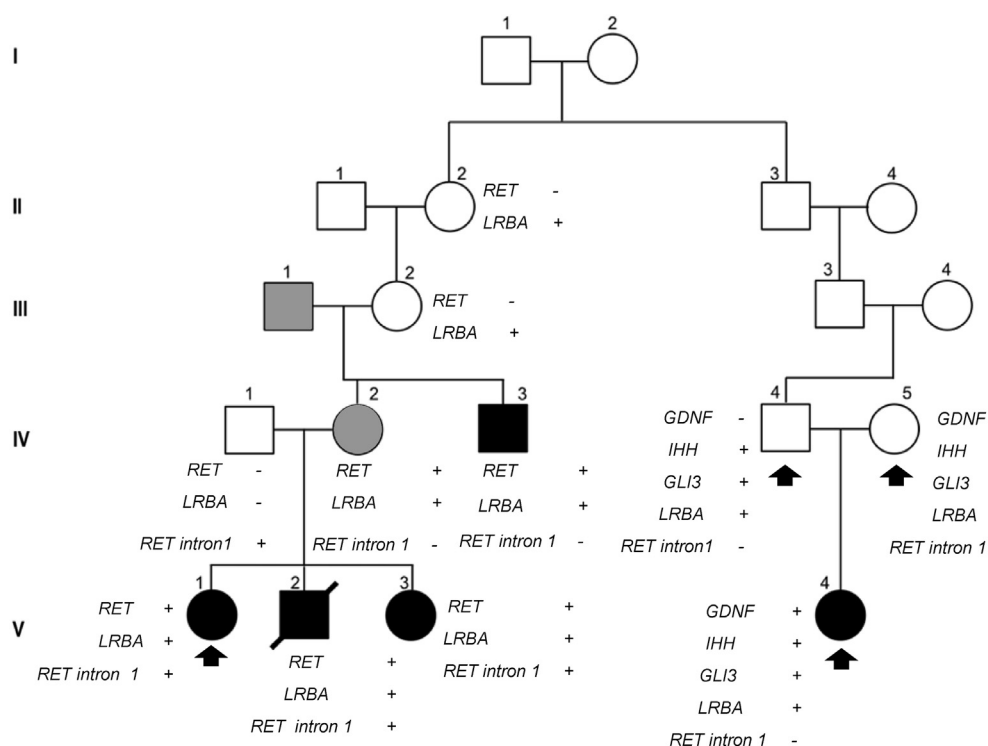 I
1 2
II
1 2 3 4
RET -
LRBA +
III
1 2 3 4
RET -
LRBA +
IV
1 2 3 4 5
RET - RET + RET +
LRBA - LRBA + LRBA +
RET intron1 + RET intron 1 - RET intron 1 -
GDNF - GDNF
IHH + IHH
GLI3 + GLI3
LRBA + LRBA
RET intron1 - RET intron 1
V
1 2 3 4
RET +
LRBA +
RET intron 1 +
RET +
LRBA +
RET intron 1 +
RET +
LRBA +
RET intron 1 +
GDNF +
IHH +
GLI3 +
LRBA +
RET intron 1 -